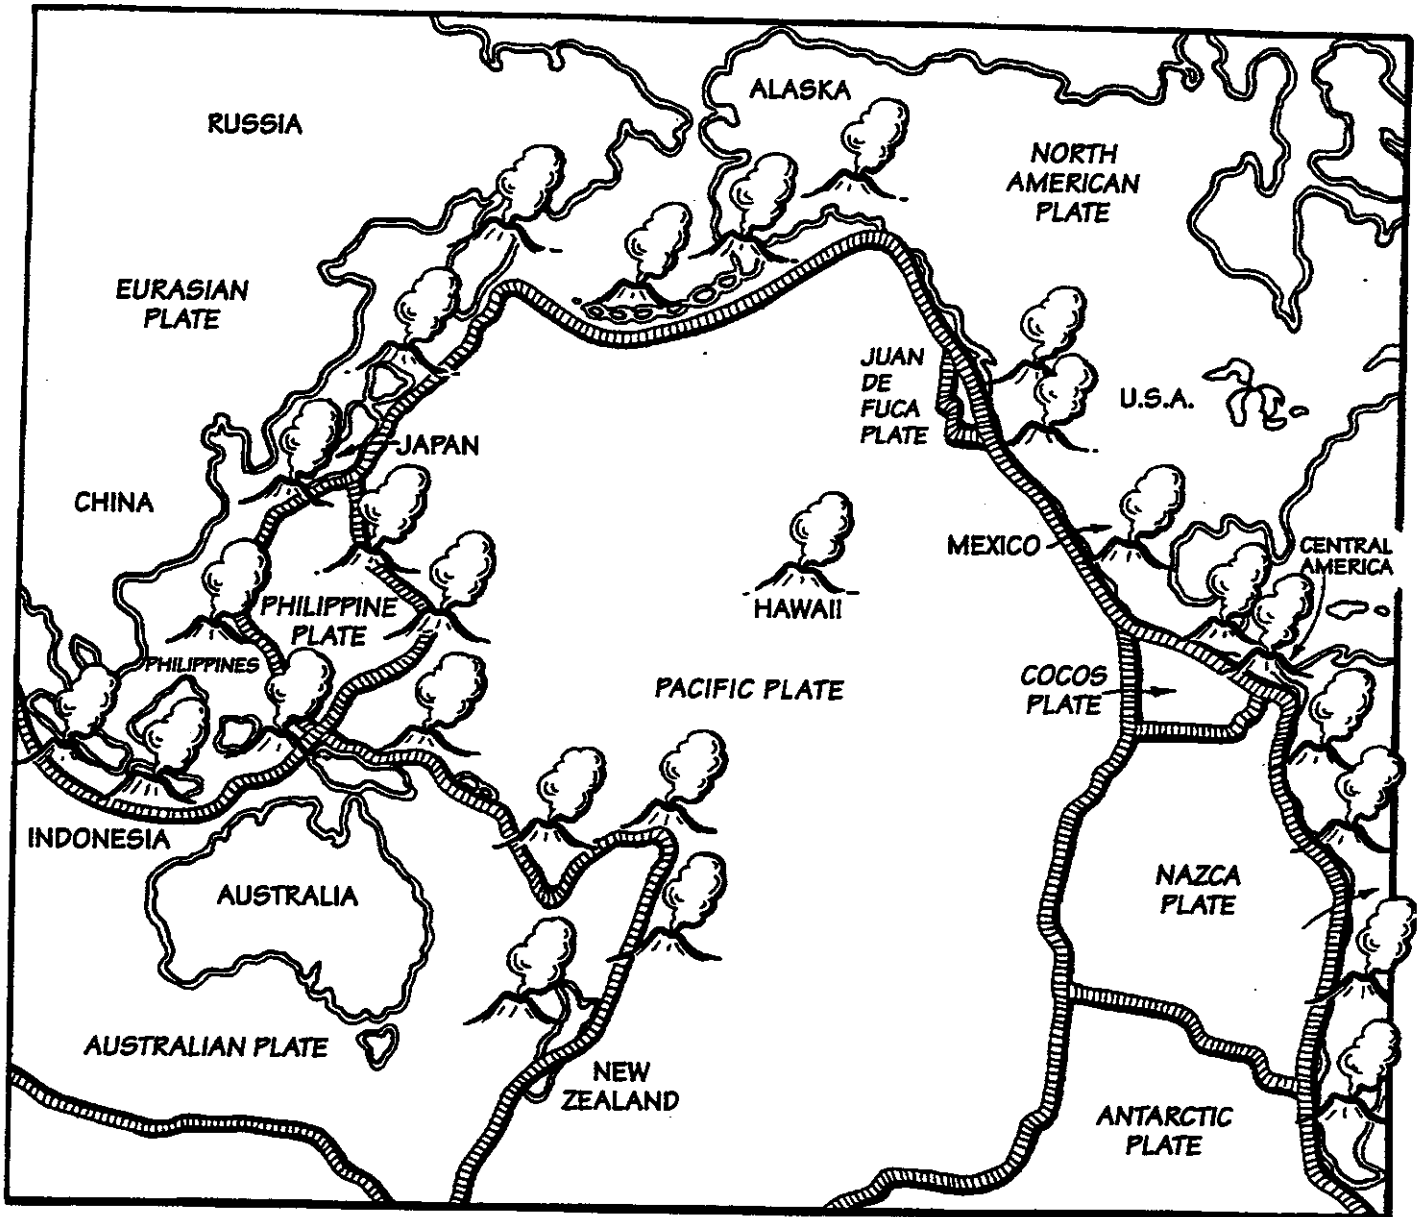 RUSSIA
ALASKA
NORTH
AMERICAN
PLATE
EURASIAN
PLATE
JUAN
DE
FUCA
PLATE
U.S.A.
JAPAN
CHINA
MEXICO
CENTRAL
AMERICA
HAWAII
PHILIPPINE
PLATE
PHILIPPINES
PACIFIC PLATE
COCOS
PLATE
INDONESIA
AUSTRALIA
NAZCA
PLATE
AUSTRALIAN PLATE
NEW
ZEALAND
ANTARCTIC
PLATE